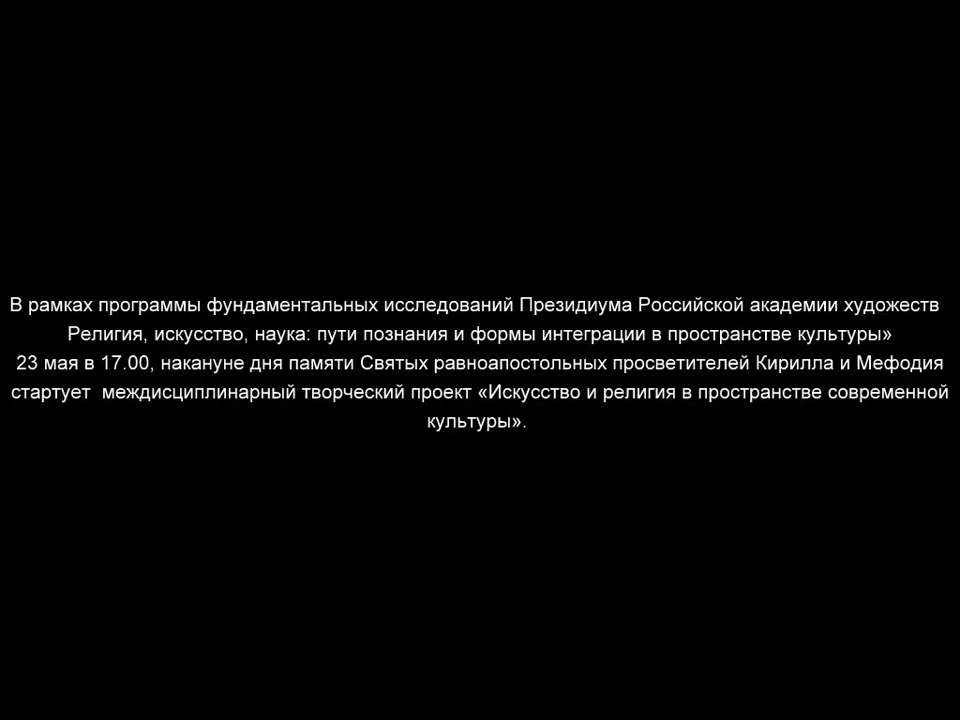 В рамках программы фундаментальных исследований Президиума Российской академии художеств
Религия, искусство, наука: пути познания и формы интеграции в пространстве культуры»
23 мая в 17.00, накануне дня памяти Святых равноапостольных просветителей Кирилла и Мефодия
стартует  междисциплинарный творческий проект «Искусство и религия в пространстве современной
культуры».